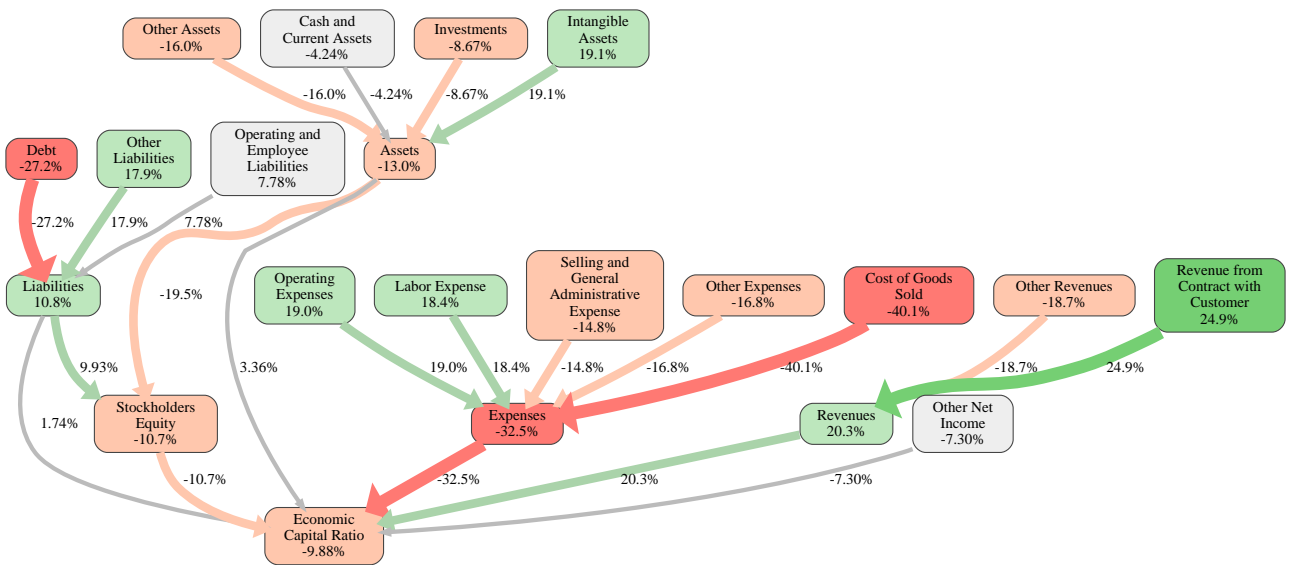 Other Assets
-16.0%
Cash and
Current Assets
-4.24%
Investments
-8.67%
Intangible
Assets
19.1%
-16.0%
-4.24%
-8.67%
19.1%
Debt
-27.2%
Other
Liabilities
17.9%
Operating and
Employee
Liabilities
7.78%
Assets
-13.0%
-27.2%
17.9%
7.78%
Liabilities
10.8%
-19.5%
Operating
Expenses
19.0%
Labor Expense
18.4%
Selling and
General
Administrative
Expense
-14.8%
Other Expenses
-16.8%
Cost of Goods
Sold
-40.1%
Other Revenues
-18.7%
Revenue from
Contract with
Customer
24.9%
9.93%
3.36%
19.0%
18.4%
-14.8%
-16.8%
-40.1%
-18.7%
24.9%
1.74%
Stockholders
Equity
-10.7%
Expenses
-32.5%
Revenues
20.3%
Other Net
Income
-7.30%
-10.7%
-32.5%
20.3%
-7.30%
Economic
Capital Ratio
-9.88%